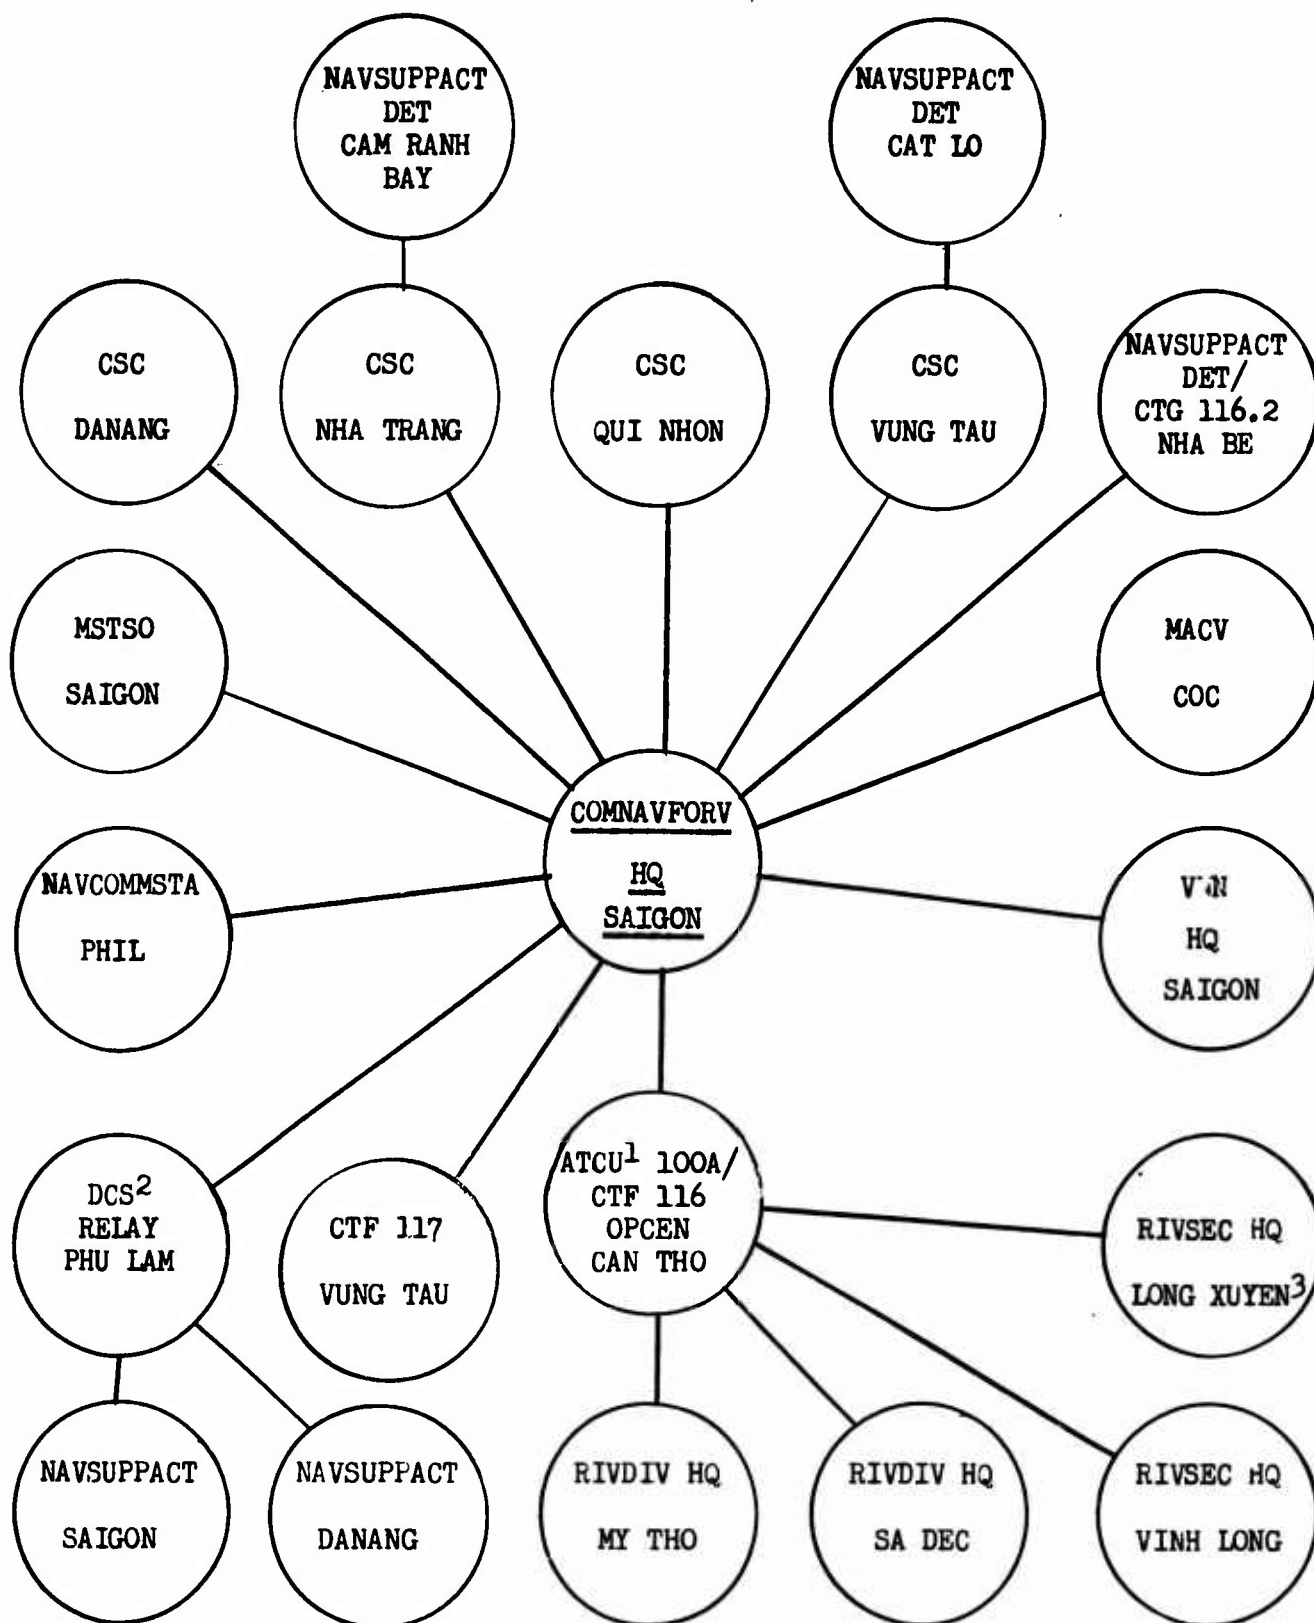 NAVSUPPACT
DET
CAM RANH
BAY
NAVSUPPACT
DET
CAT LO
CSC
DANANG
CSC
NHA TRANG
CSC
QUI NHON
CSC
VUNG TAU
NAVSUPPACT
DET/
CTG 116.2
NHA BE
MSTSO
SAIGON
MACV
COC
COMNAVFORV
HQ
SAIGON
NAVCOMMSTA
PHIL
HQ
SAIGON
DCS2
RELAY
PHU LAM
CTF 117
VUNG TAU
ATCU1 100A/
CTF 116
OPCEN
CAN THO
RIVSEC HQ
LONG XUYEN3
NAVSUPPACT
SAIGON
NAVSUPPACT
DANANG
RIVDIV HQ
MY THO
RIVDIV HQ
SA DEC
RIVSEC HQ
VINH LONG